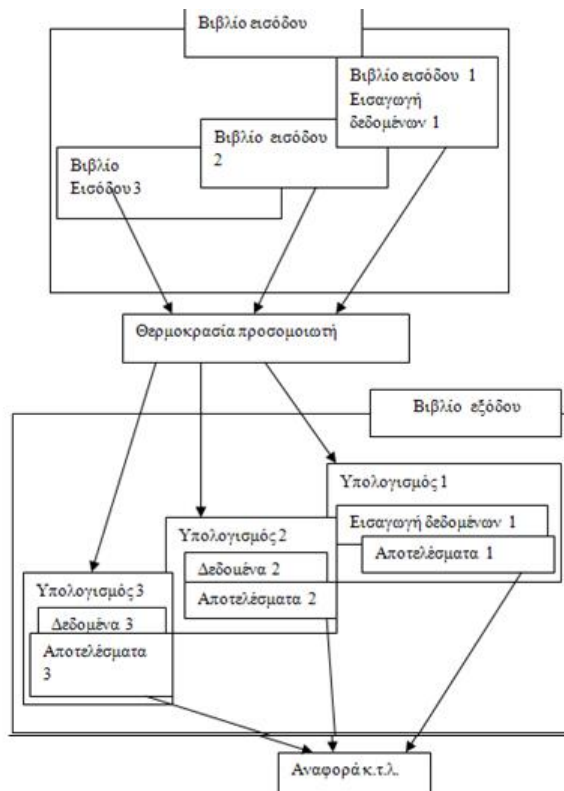 Βιβλίο εισόδου
Βιβλίο εισόδου 1
Εισαγωγή
δεδομένων 1
Βιβλίο εισόδου
2
Βιβλίο
Εισόδου 3
Θερμοκρασία προσομοιωτή
Βιβλίο εξόδου
Υπολογισμός 1
Εισαγωγή δεδομένων 1
Αποτελέσματα 1
Υπολογισμός 2
Δεδομένα 2
Αποτελέσματα 2
Υπολογισμός 3
Δεδομένα 3
Αποτελέσματα
3
Αναφορά κ.τ.λ.